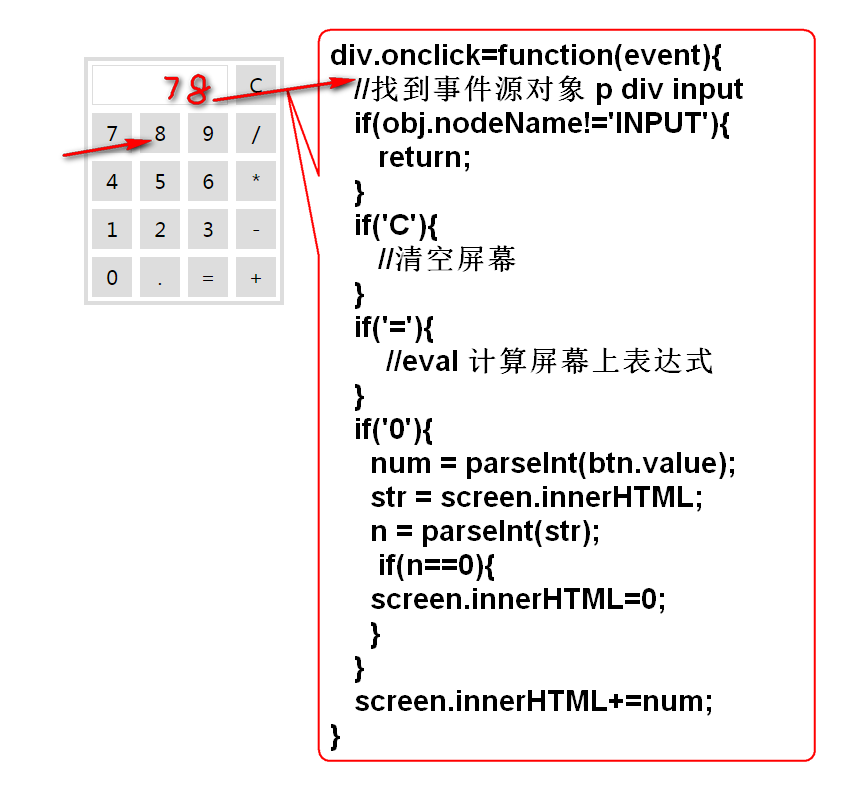 78
C
7 8 9 /
4 5 6 *
1 2 3 -
0 . = +
div.onclick=function(event){
//找到事件源对象 p div input
if(obj.nodeName!='INPUT'){
return;
}
if('C'){
//清空屏幕
}
if('='){
//eval 计算屏幕上表达式
}
if('0'){
num = parseInt(btn.value);
str = screen.innerHTML;
n = parseInt(str);
if(n==0){
screen.innerHTML=0;
}
}
screen.innerHTML+=num;
}